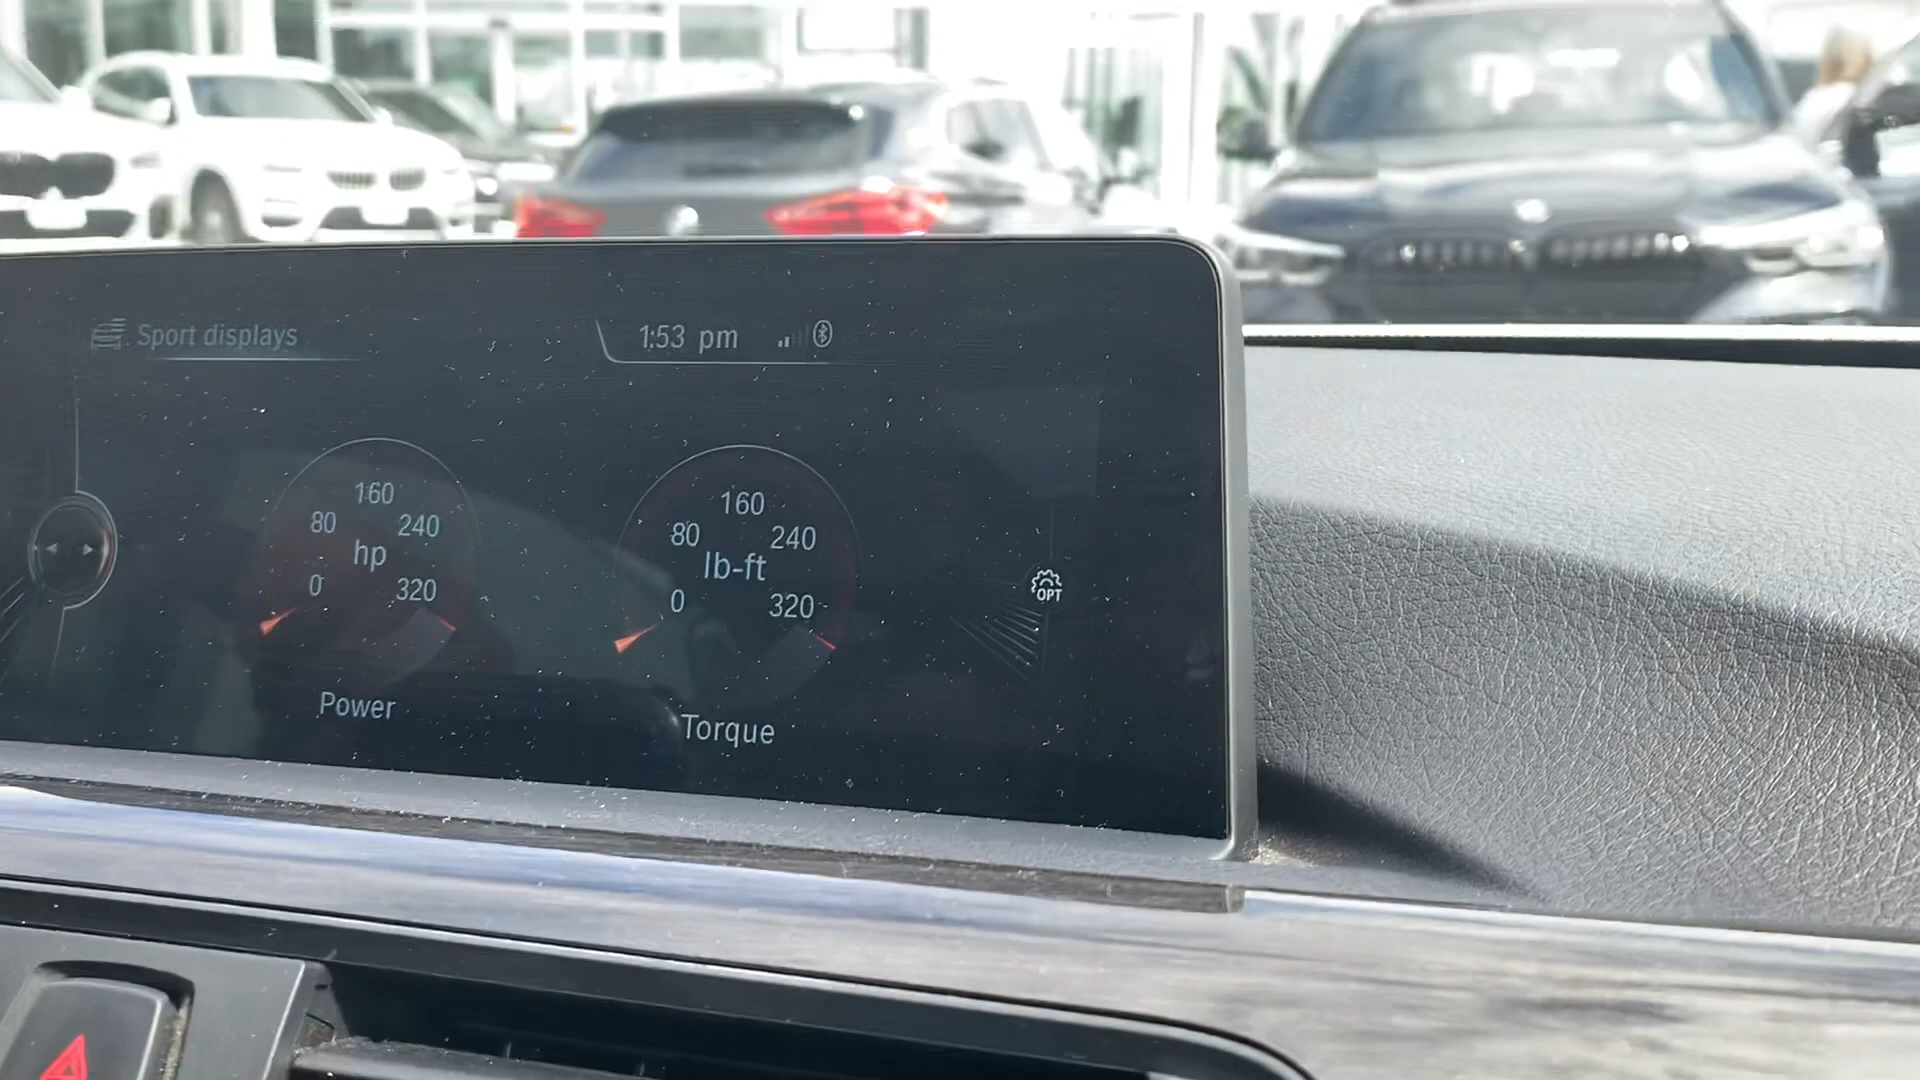 Sport displays
1:53 pm
160
80
240
hp
0
320
Power
160
80
240
lb-ft
0
320
Torque
OPT